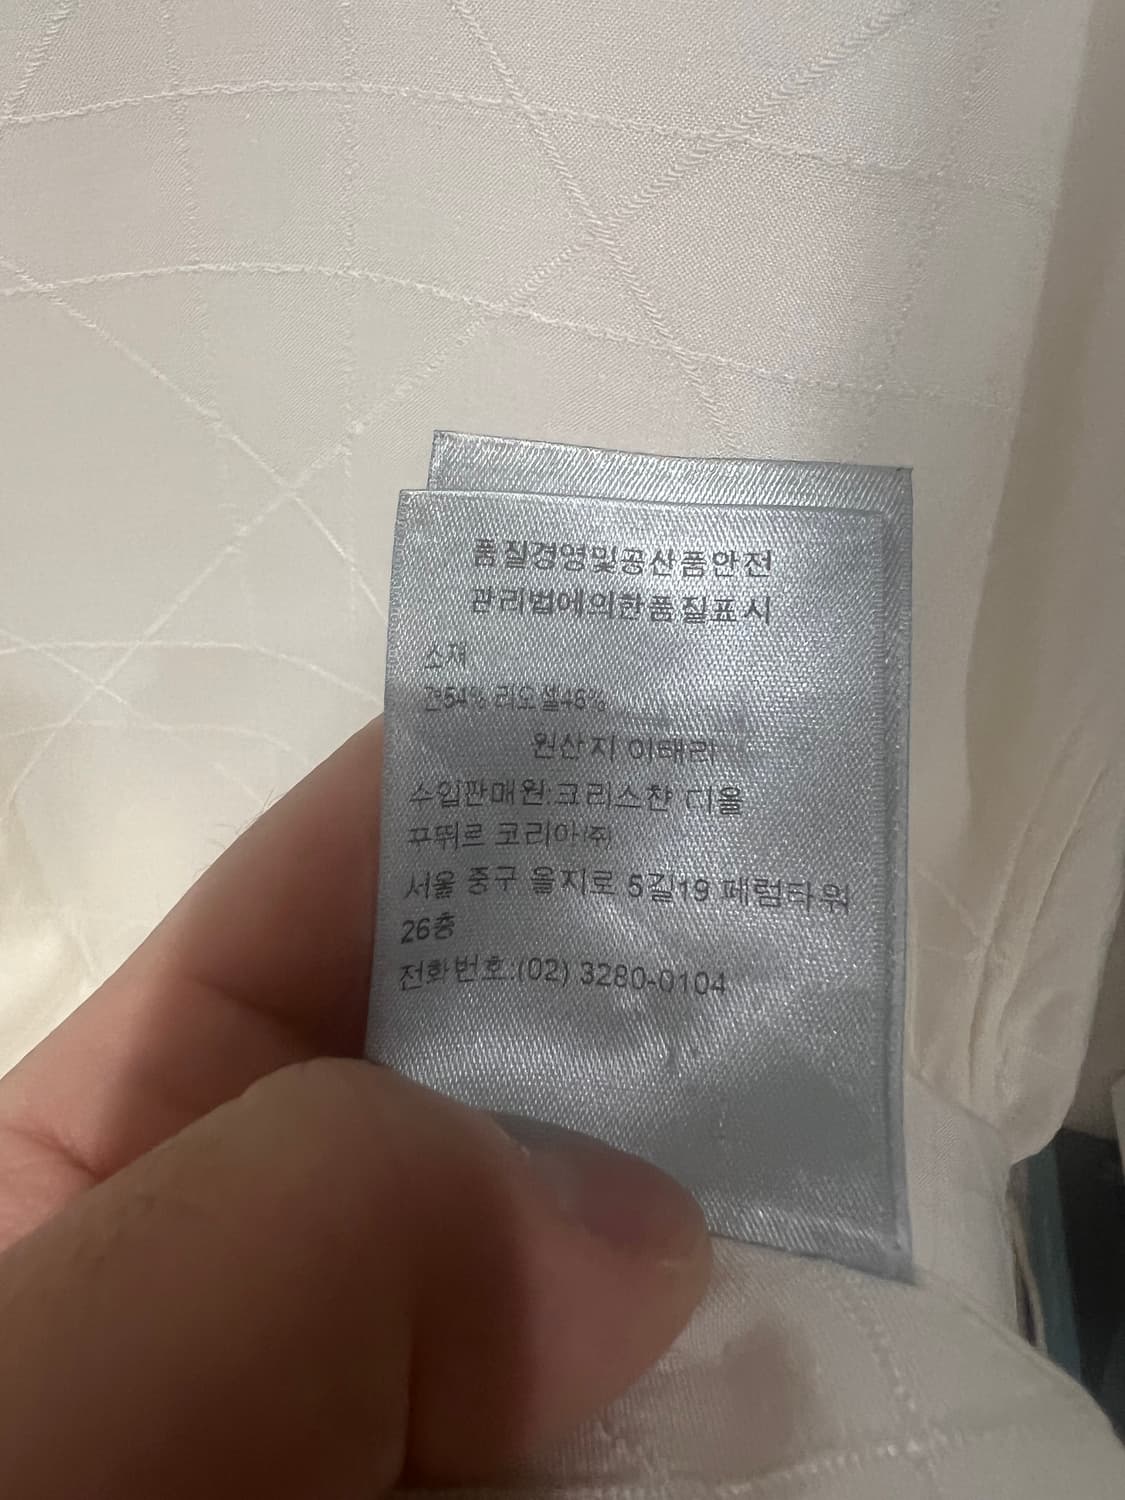 품질경영및공산품안전
관리법에의한품질표시
소재
견54% 리오셀46%
원산지 이태리
수입판매원:크리스챤 디올
꾸뛰르 코리아(주)
서울 중구 을지로 5길19 페럼타워
26층
전화번호:(02) 3280-0104